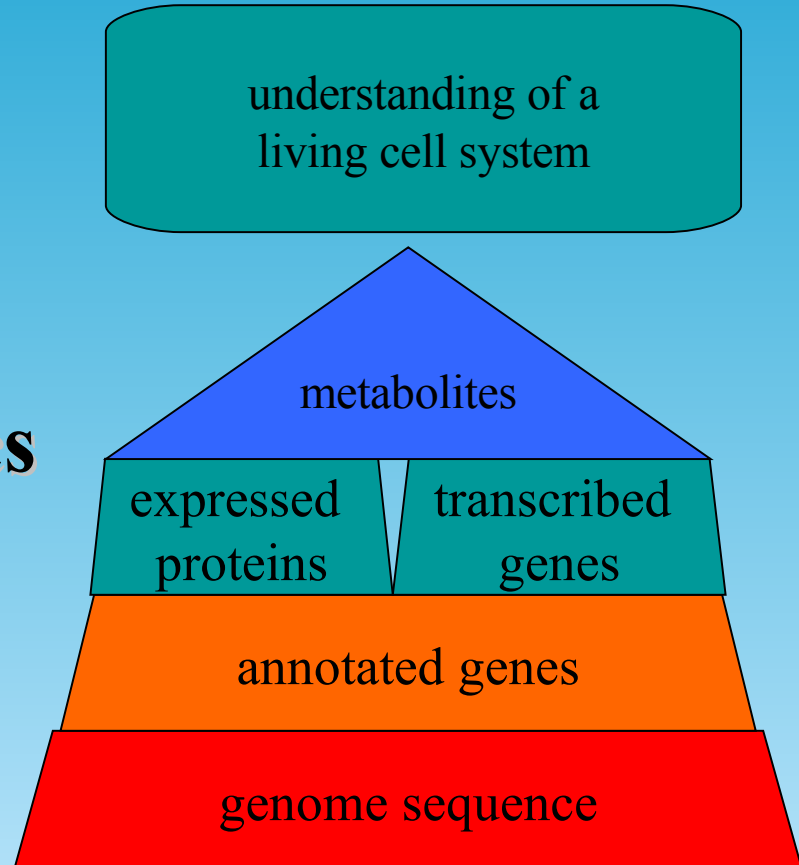 understanding of a
living cell system
metabolites
expressed
proteins
transcribed
genes
annotated genes
genome sequence